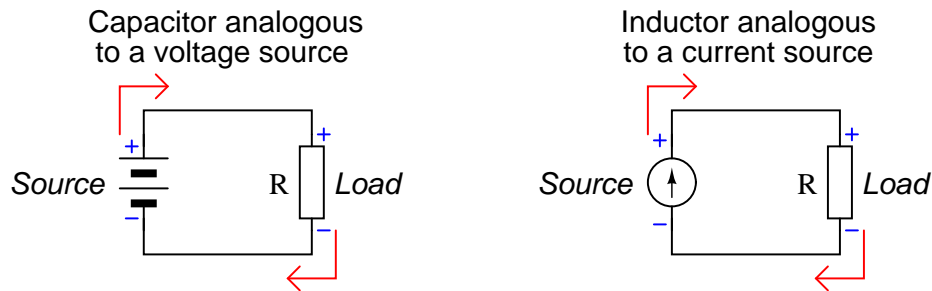 Capacitor analogous
to a voltage source
+
+
Source
R
Load
−
−
Inductor analogous
to a current source
+
+
Source
R
Load
−
−